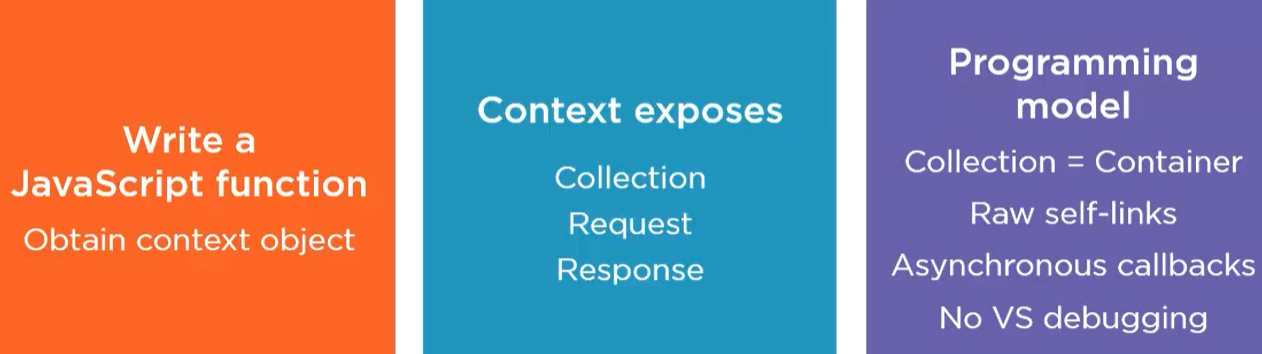 Write a
JavaScript function
Obtain context object
Context exposes
Collection
Request
Response
Programming
model
Collection = Container
Raw self-links
Asynchronous callbacks
No VS debugging